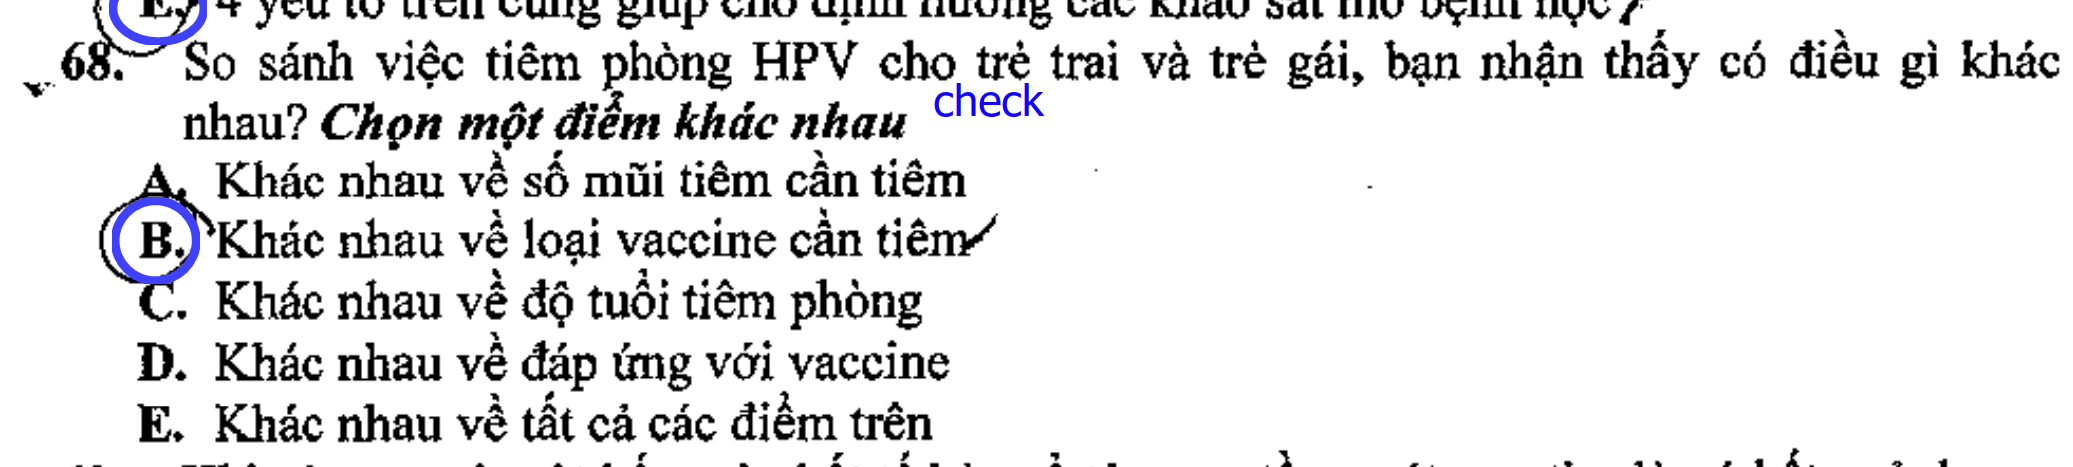 68. So sánh việc tiêm phòng HPV cho trẻ trai và trẻ gái, bạn nhận thấy có điều gì khác
nhau? Chọn một điểm khác nhau check
A. Khác nhau về số mũi tiêm cần tiêm
B. Khác nhau về loại vaccine cần tiêm
C. Khác nhau về độ tuổi tiêm phòng
D. Khác nhau về đáp ứng với vaccine
E. Khác nhau về tất cả các điểm trên